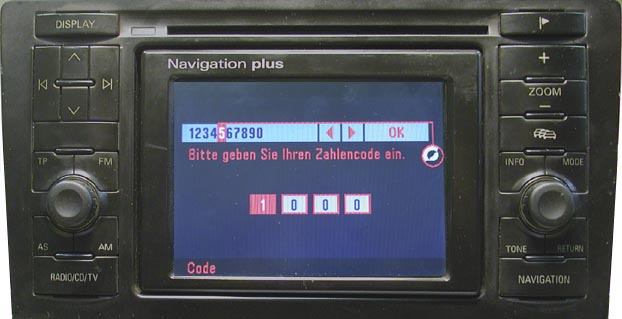 DISPLAY
Navigation plus
+
ZOOM
−
1234567890
OK
Bitte geben Sie Ihren Zahlencode ein.
TP
FM
INFO
MODE
1 0 0 0
AS
AM
TONE
RETURN
Code
RADIO/CD/TV
NAVIGATION